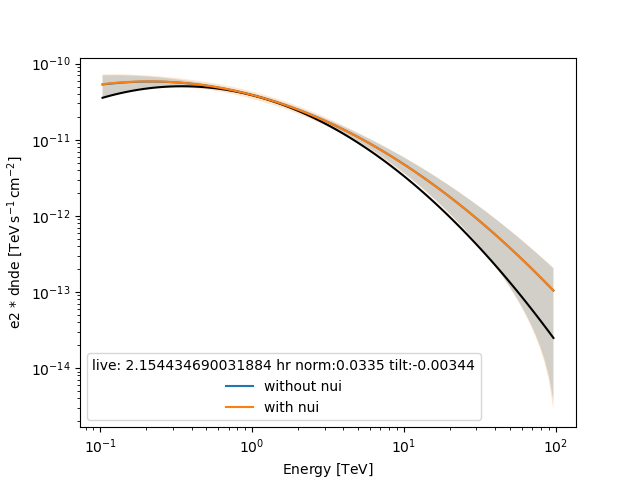 10⁻¹⁰
10⁻¹¹
10⁻¹²
10⁻¹³
10⁻¹⁴
e2 * dnde [TeV s⁻¹ cm⁻²]
live: 2.154434690031884 hr norm:0.0335 tilt:-0.00344
without nui
with nui
10⁻¹ 10⁰ 10¹ 10²
Energy [TeV]